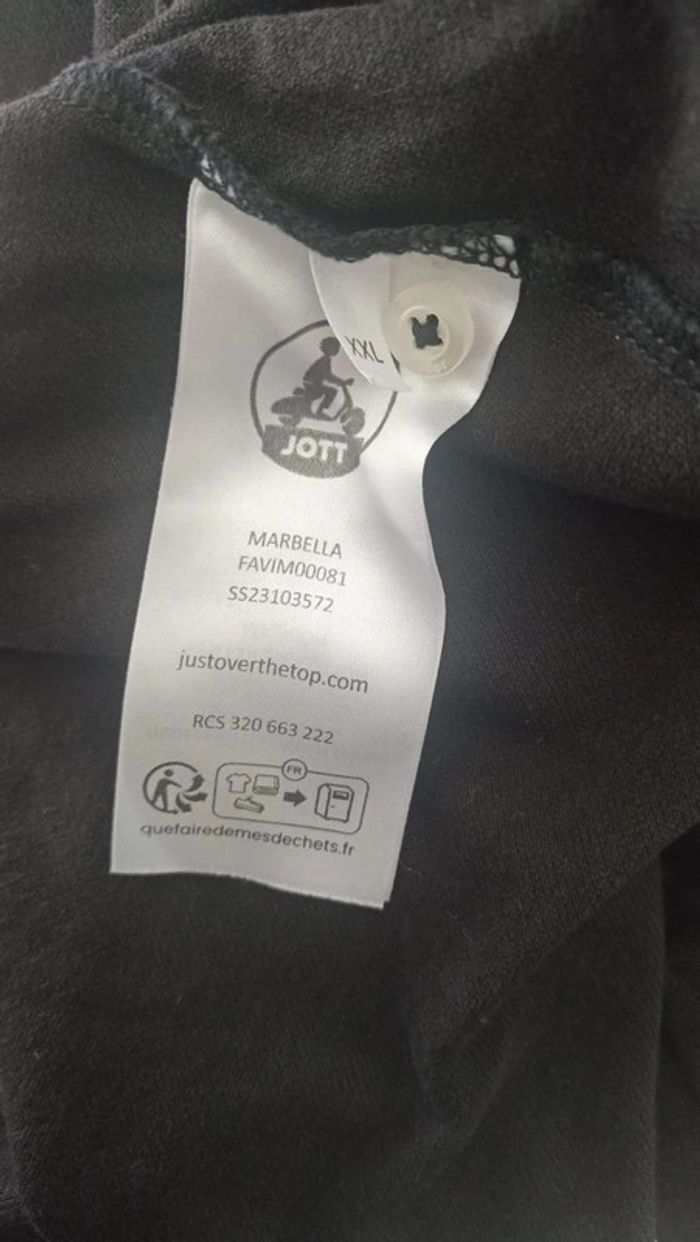 XXL
JOTT
MARBELLA
FAVIM00081
SS23103572
justoverthetop.com
RCS 320 663 222
FR
quefairedemesdechets.fr